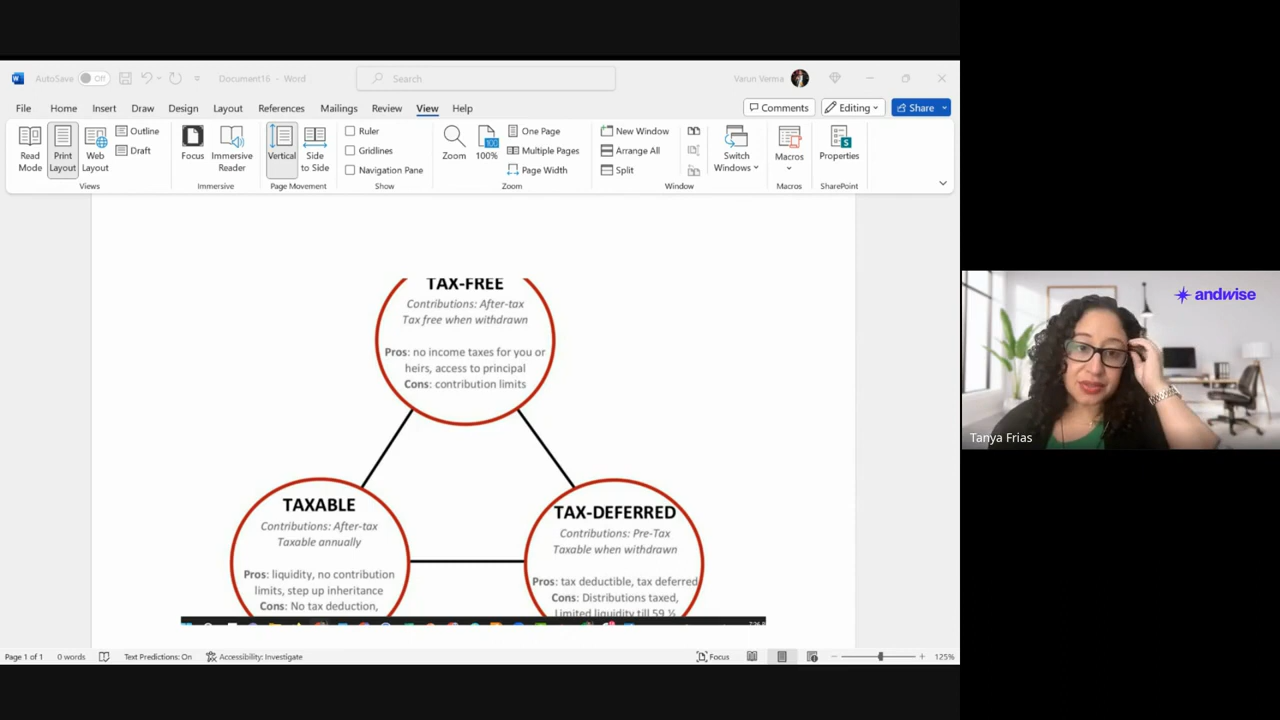 AutoSave Off Document16 - Word Search Varun Verma
File Home Insert Draw Design Layout References Mailings Review View Help Comments Editing Share
Read Mode
Print Layout
Web Layout
Outline
Draft
Views
Focus
Immersive Reader
Immersive
Vertical
Side to Side
Page Movement
Ruler
Gridlines
Navigation Pane
Show
Zoom
100%
One Page
Multiple Pages
Page Width
Zoom
New Window
Arrange All
Split
Switch Windows
Window
Macros
Macros
Properties
SharePoint
TAX-FREE
Contributions: After-tax
Tax free when withdrawn
Pros: no income taxes for you or
heirs, access to principal
Cons: contribution limits
TAXABLE
Contributions: After-tax
Taxable annually
Pros: liquidity, no contribution
limits, step up inheritance
Cons: No tax deduction,
TAX-DEFERRED
Contributions: Pre-Tax
Taxable when withdrawn
Pros: tax deductible, tax deferred
Cons: Distributions taxed,
Limited liquidity till 59 ½
Page 1 of 1 0 words Text Predictions: On Accessibility: Investigate Focus 125%
andwise
Tanya Frias